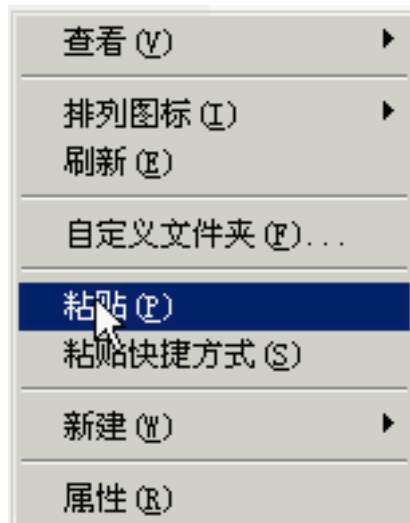 查看(V)
排列图标(I)
刷新(E)
自定义文件夹(F)...
粘贴(P)
粘贴快捷方式(S)
新建(W)
属性(R)